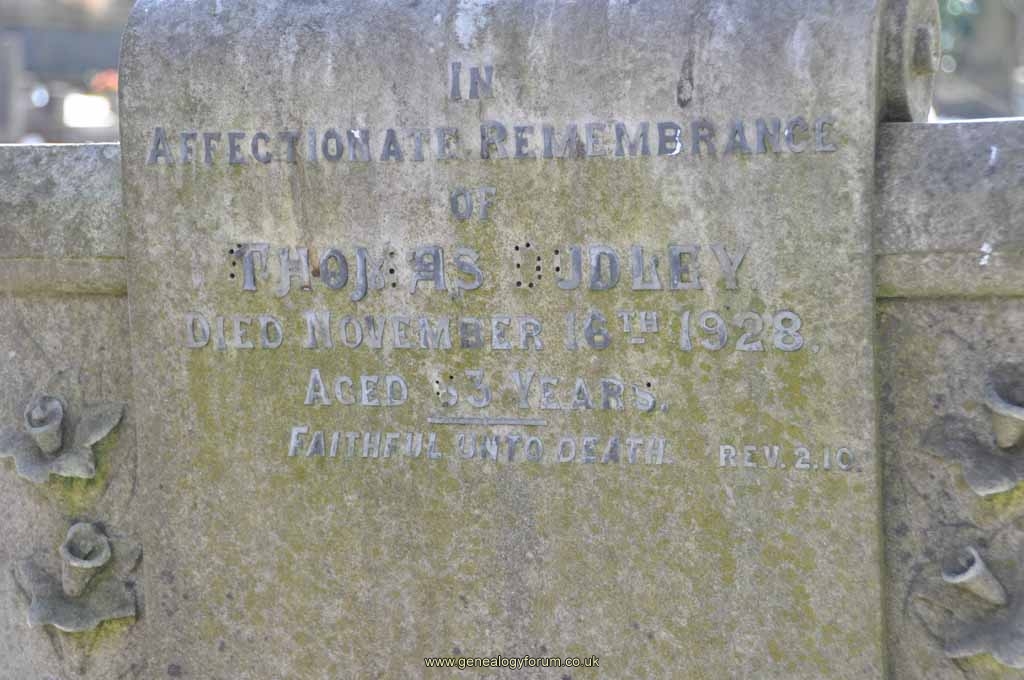 IN
AFFECTIONATE REMEMBRANCE
OF
THOMAS DUDLEY.
DIED NOVEMBER 16TH 1928.
AGED YEARS.
FAITHFUL UNTO DEATH. REV. 2.10.
www.genealogyforum.co.uk